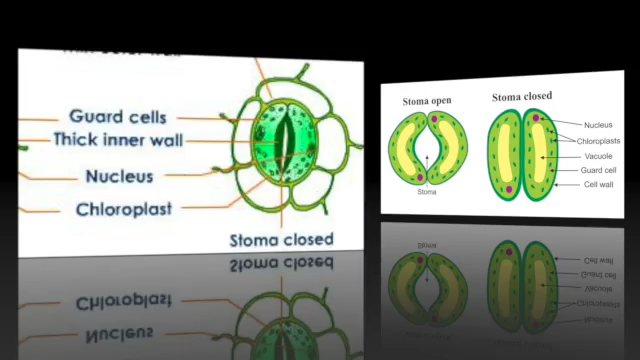 Guard cells
Thick inner wall
Nucleus
Chloroplast
Stoma closed
Stoma open
Stoma closed
Nucleus
Chloroplasts
Vacuole
Guard cell
Cell wall
Stoma